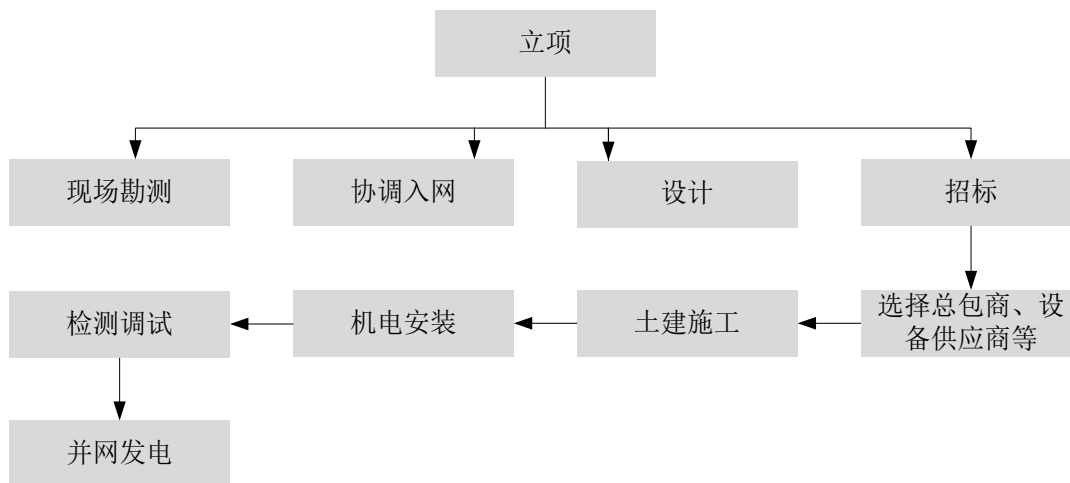 立项
现场勘测
协调入网
设计
招标
检测调试
机电安装
土建施工
选择总包商、设
备供应商等
并网发电